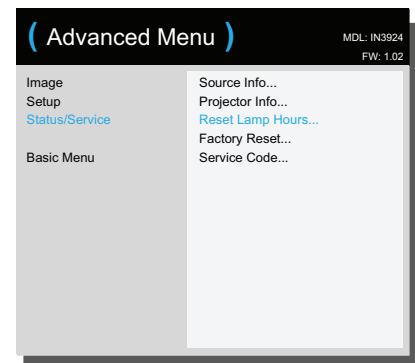 ( Advanced Menu )
MDL: IN3924
FW: 1.02
Image
Setup
Status/Service
Basic Menu
Source Info...
Projector Info...
Reset Lamp Hours...
Factory Reset...
Service Code...